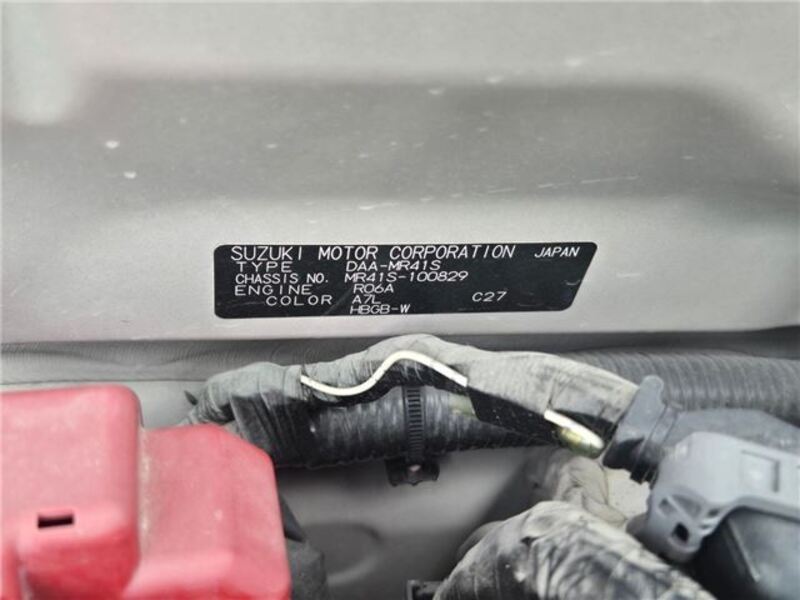 SUZUKI MOTOR CORPORATION JAPAN
TYPE DAA-MR41S
CHASSIS NO. MR41S-100829
ENGINE R06A
COLOR A7L C27
HBGB-W